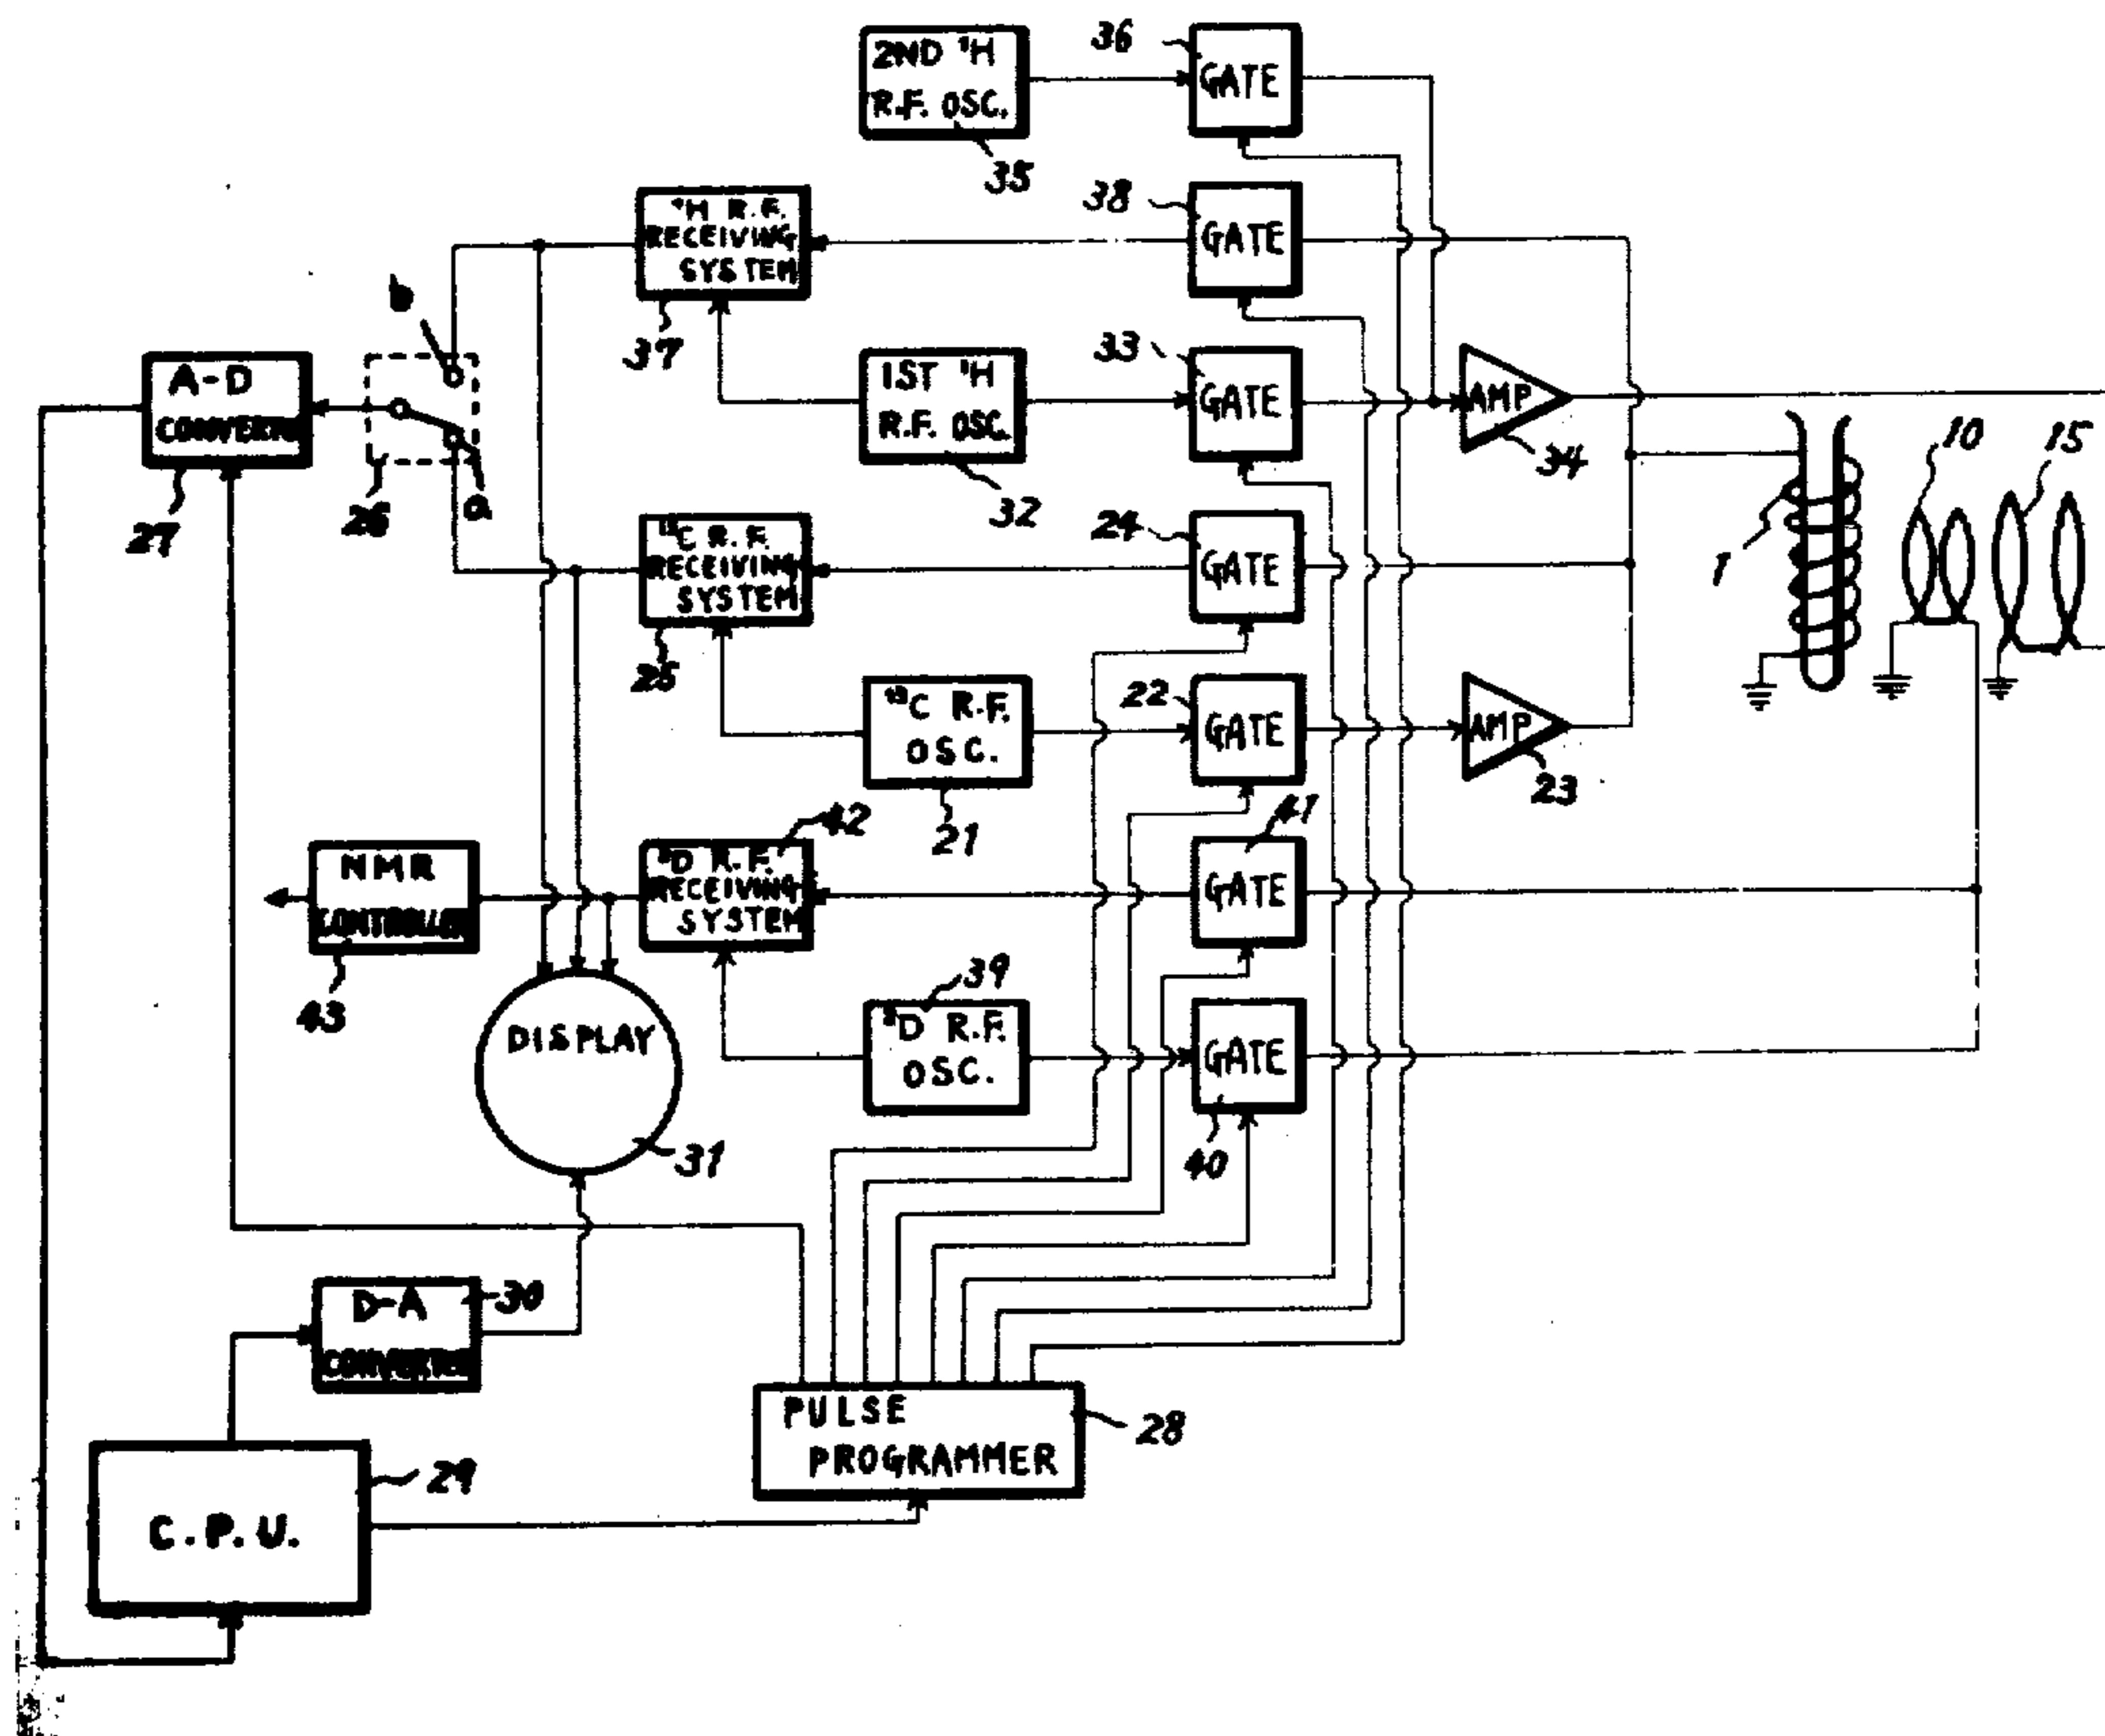 2ND ¹H
R.F. OSC.
35
36
GATE
38
GATE
¹H R.F.
RECEIVING
SYSTEM
37
b
A-D
27
26
a
1ST ¹H
R.F. OSC.
32
33
GATE
AMP
34
10
15
1
¹³C R.F.
RECEIVING
SYSTEM
25
24
GATE
¹³C R.F.
OSC.
21
22
GATE
AMP
23
NMR
CONTROLLER
43
²D R.F.
RECEIVING
SYSTEM
42
41
GATE
DISPLAY
31
²D R.F.
OSC.
39
GATE
40
D-A
CONVERTER
30
PULSE
PROGRAMMER
28
C.P.U.
29